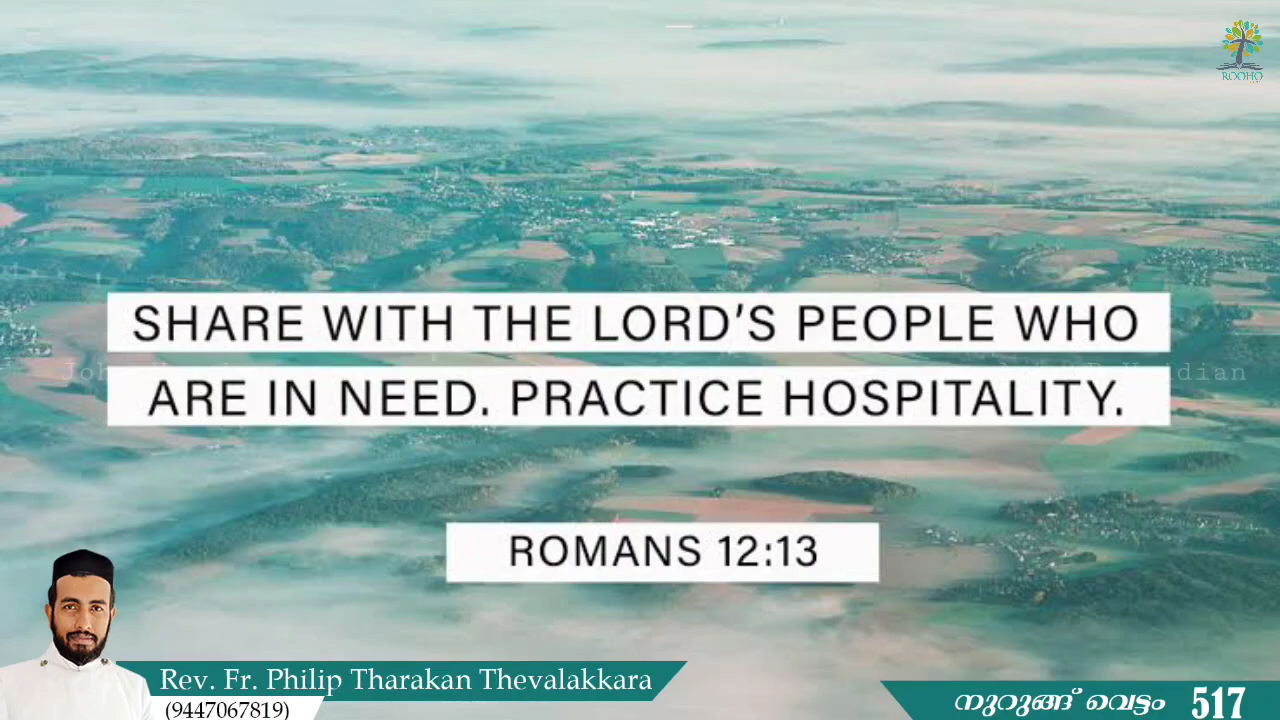 ROOHO
SHARE WITH THE LORD'S PEOPLE WHO
ARE IN NEED. PRACTICE HOSPITALITY.
ROMANS 12:13
Rev. Fr. Philip Tharakan Thevalakkara
(9447067819)
നുറുങ്ങ് വെട്ടം 517